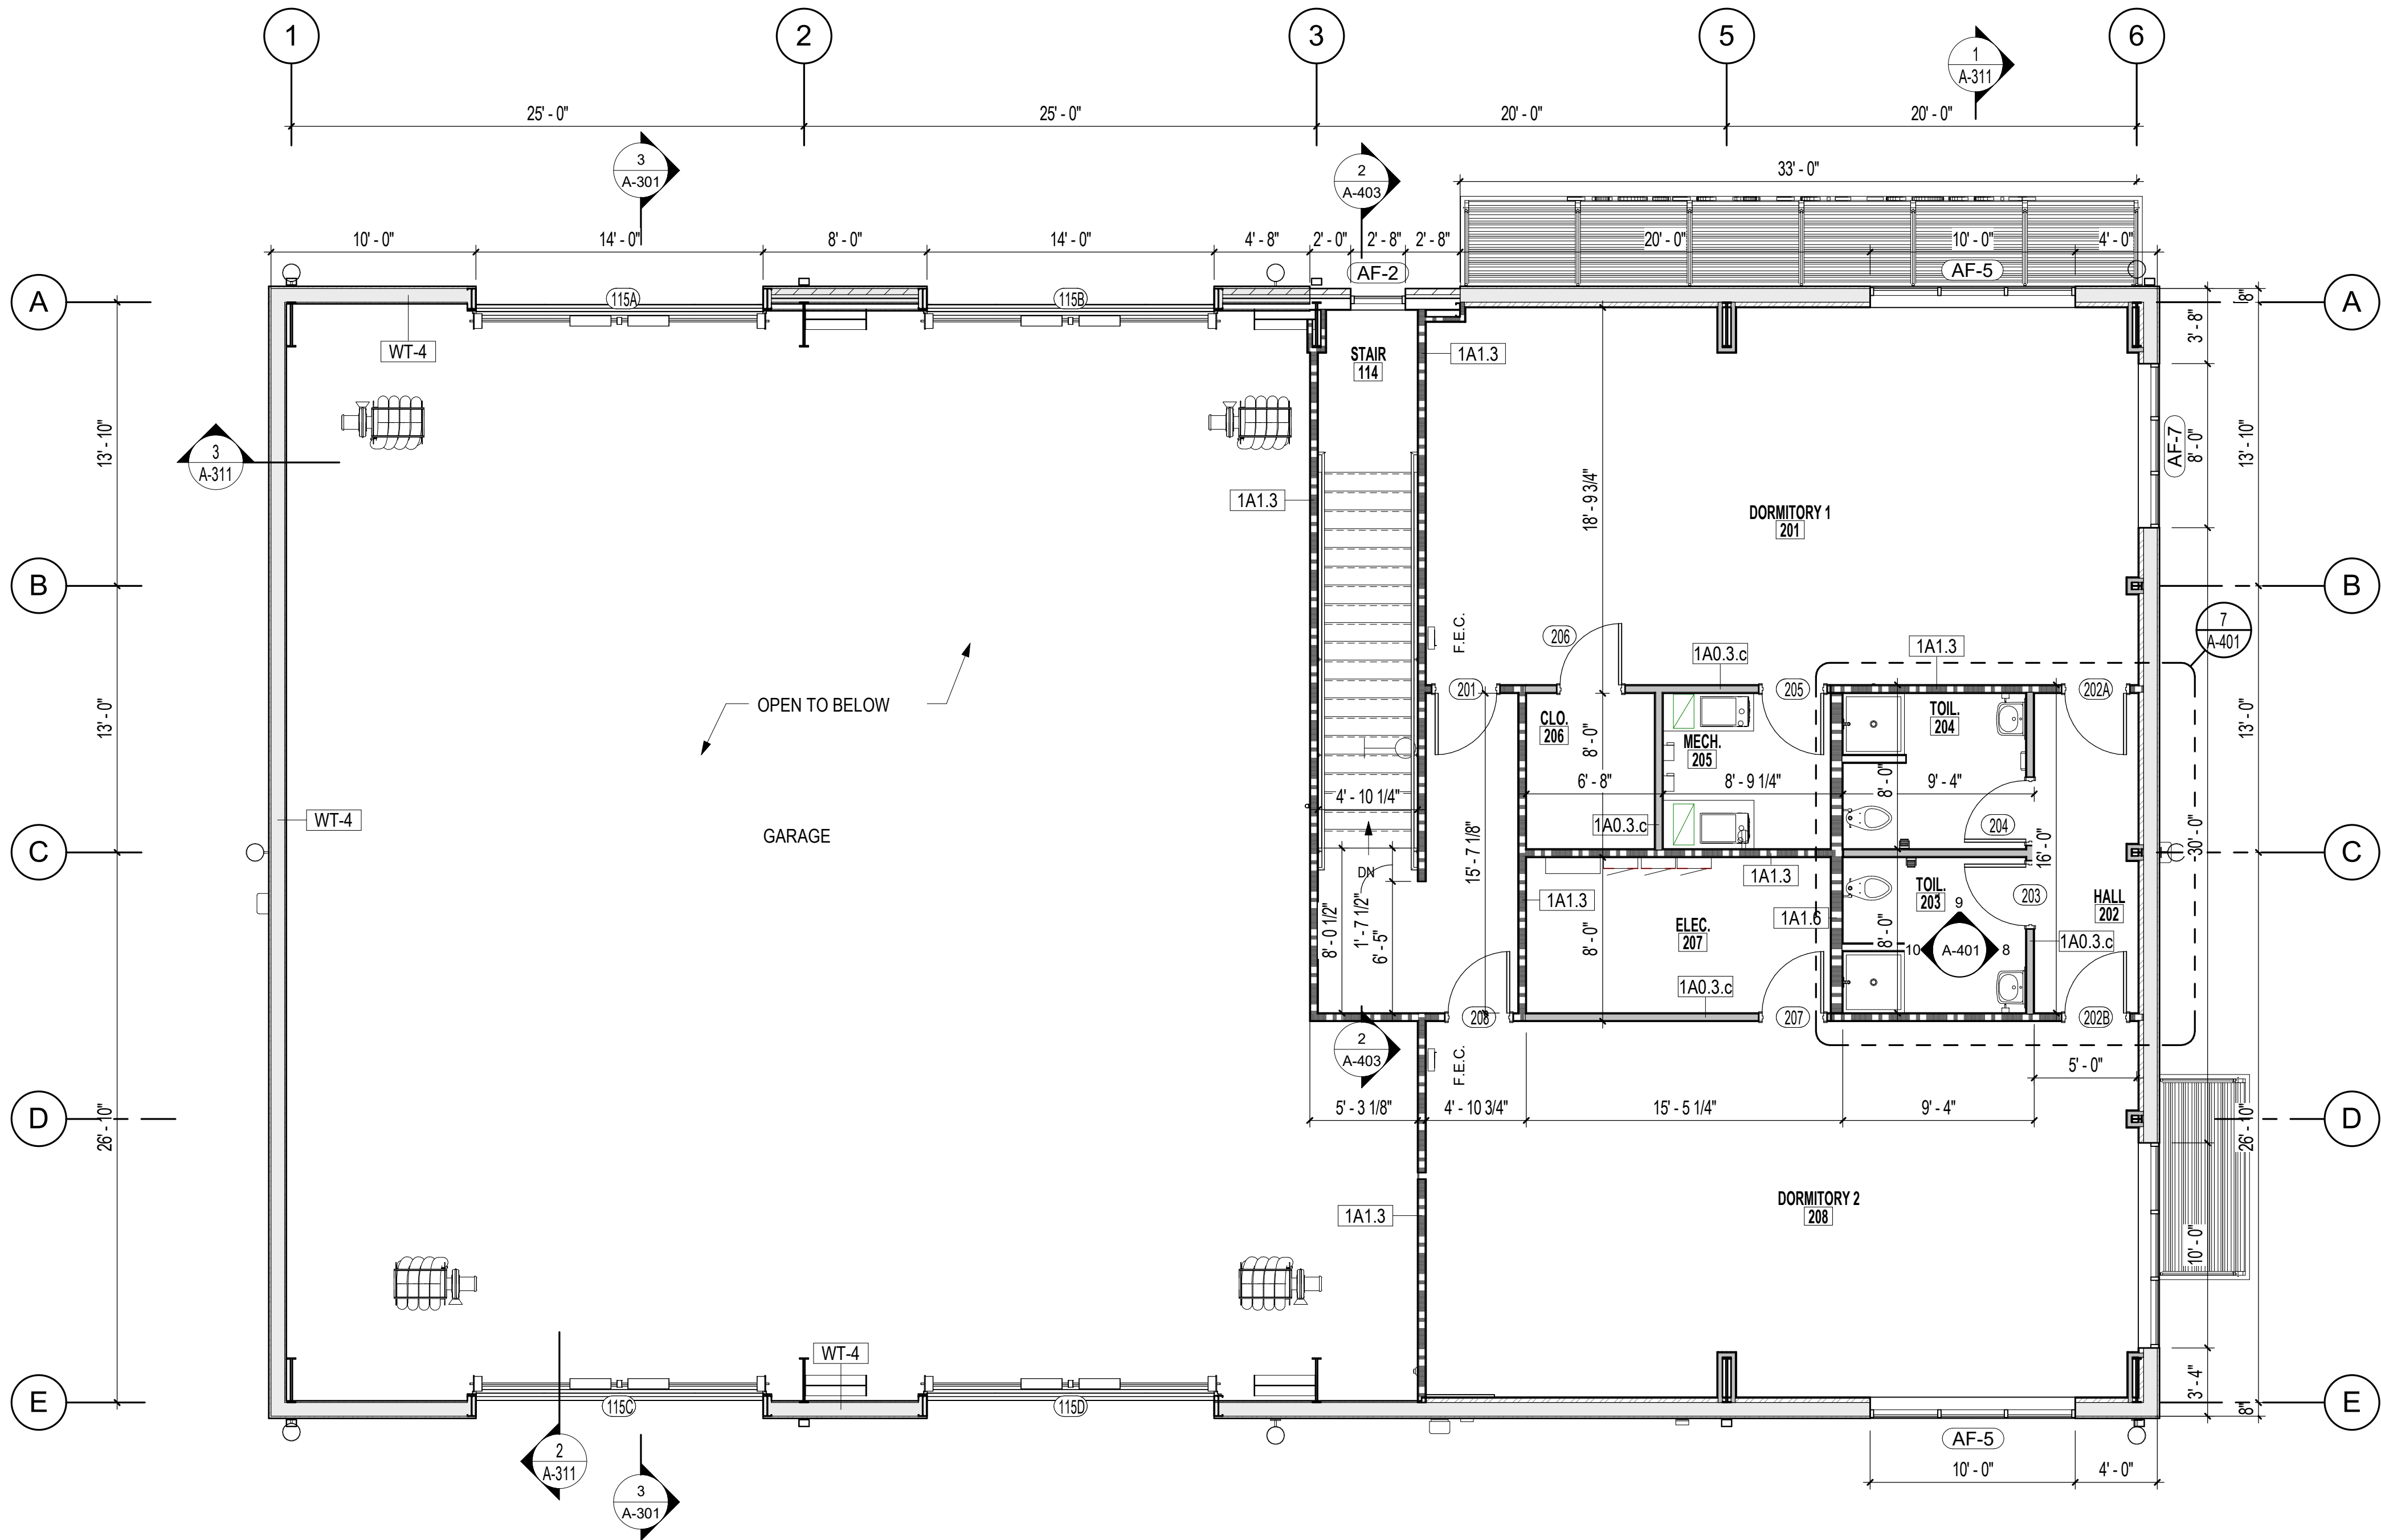 1
2
3
5
6
1
A-311
25' - 0"
25' - 0"
20' - 0"
20' - 0"
3
A-301
2
A-403
33' - 0"
10' - 0"
14' - 0"
8' - 0"
14' - 0"
4' - 8"
2' - 0"
2' - 8"
2' - 8"
20' - 0"
10' - 0"
4' - 0"
AF-2
AF-5
A
115A
115B
A
8"
3' - 8"
WT-4
STAIR
114
1A1.3
13' - 10"
3
A-311
AF-7
8' - 0"
13' - 10"
1A1.3
18' - 9 3/4"
DORMITORY 1
201
B
B
F.E.C.
206
1A0.3.c
1A1.3
7
A-401
201
205
202A
OPEN TO BELOW
13' - 0"
CLO.
206
8' - 0"
MECH.
205
TOIL.
204
13' - 0"
4' - 10 1/4"
6' - 8"
8' - 9 1/4"
8' - 0"
9' - 4"
WT-4
GARAGE
1A0.3.c
204
15' - 7 1/8"
16' - 0"
30' - 0"
C
C
DN
1A1.3
1A1.3
TOIL.
203
203
HALL
202
8' - 0 1/2"
1' - 7 1/2"
6' - 5"
8' - 0"
ELEC.
207
1A1.6
8' - 0"
9
10
A-401
8
1A0.3.c
1A0.3.c
208
207
202B
2
A-403
F.E.C.
5' - 0"
5' - 3 1/8"
4' - 10 3/4"
15' - 5 1/4"
9' - 4"
D
26' - 10"
26' - 10"
D
1A1.3
DORMITORY 2
208
10' - 0"
WT-4
3' - 4"
E
115C
115D
8"
E
2
A-311
3
A-301
AF-5
10' - 0"
4' - 0"